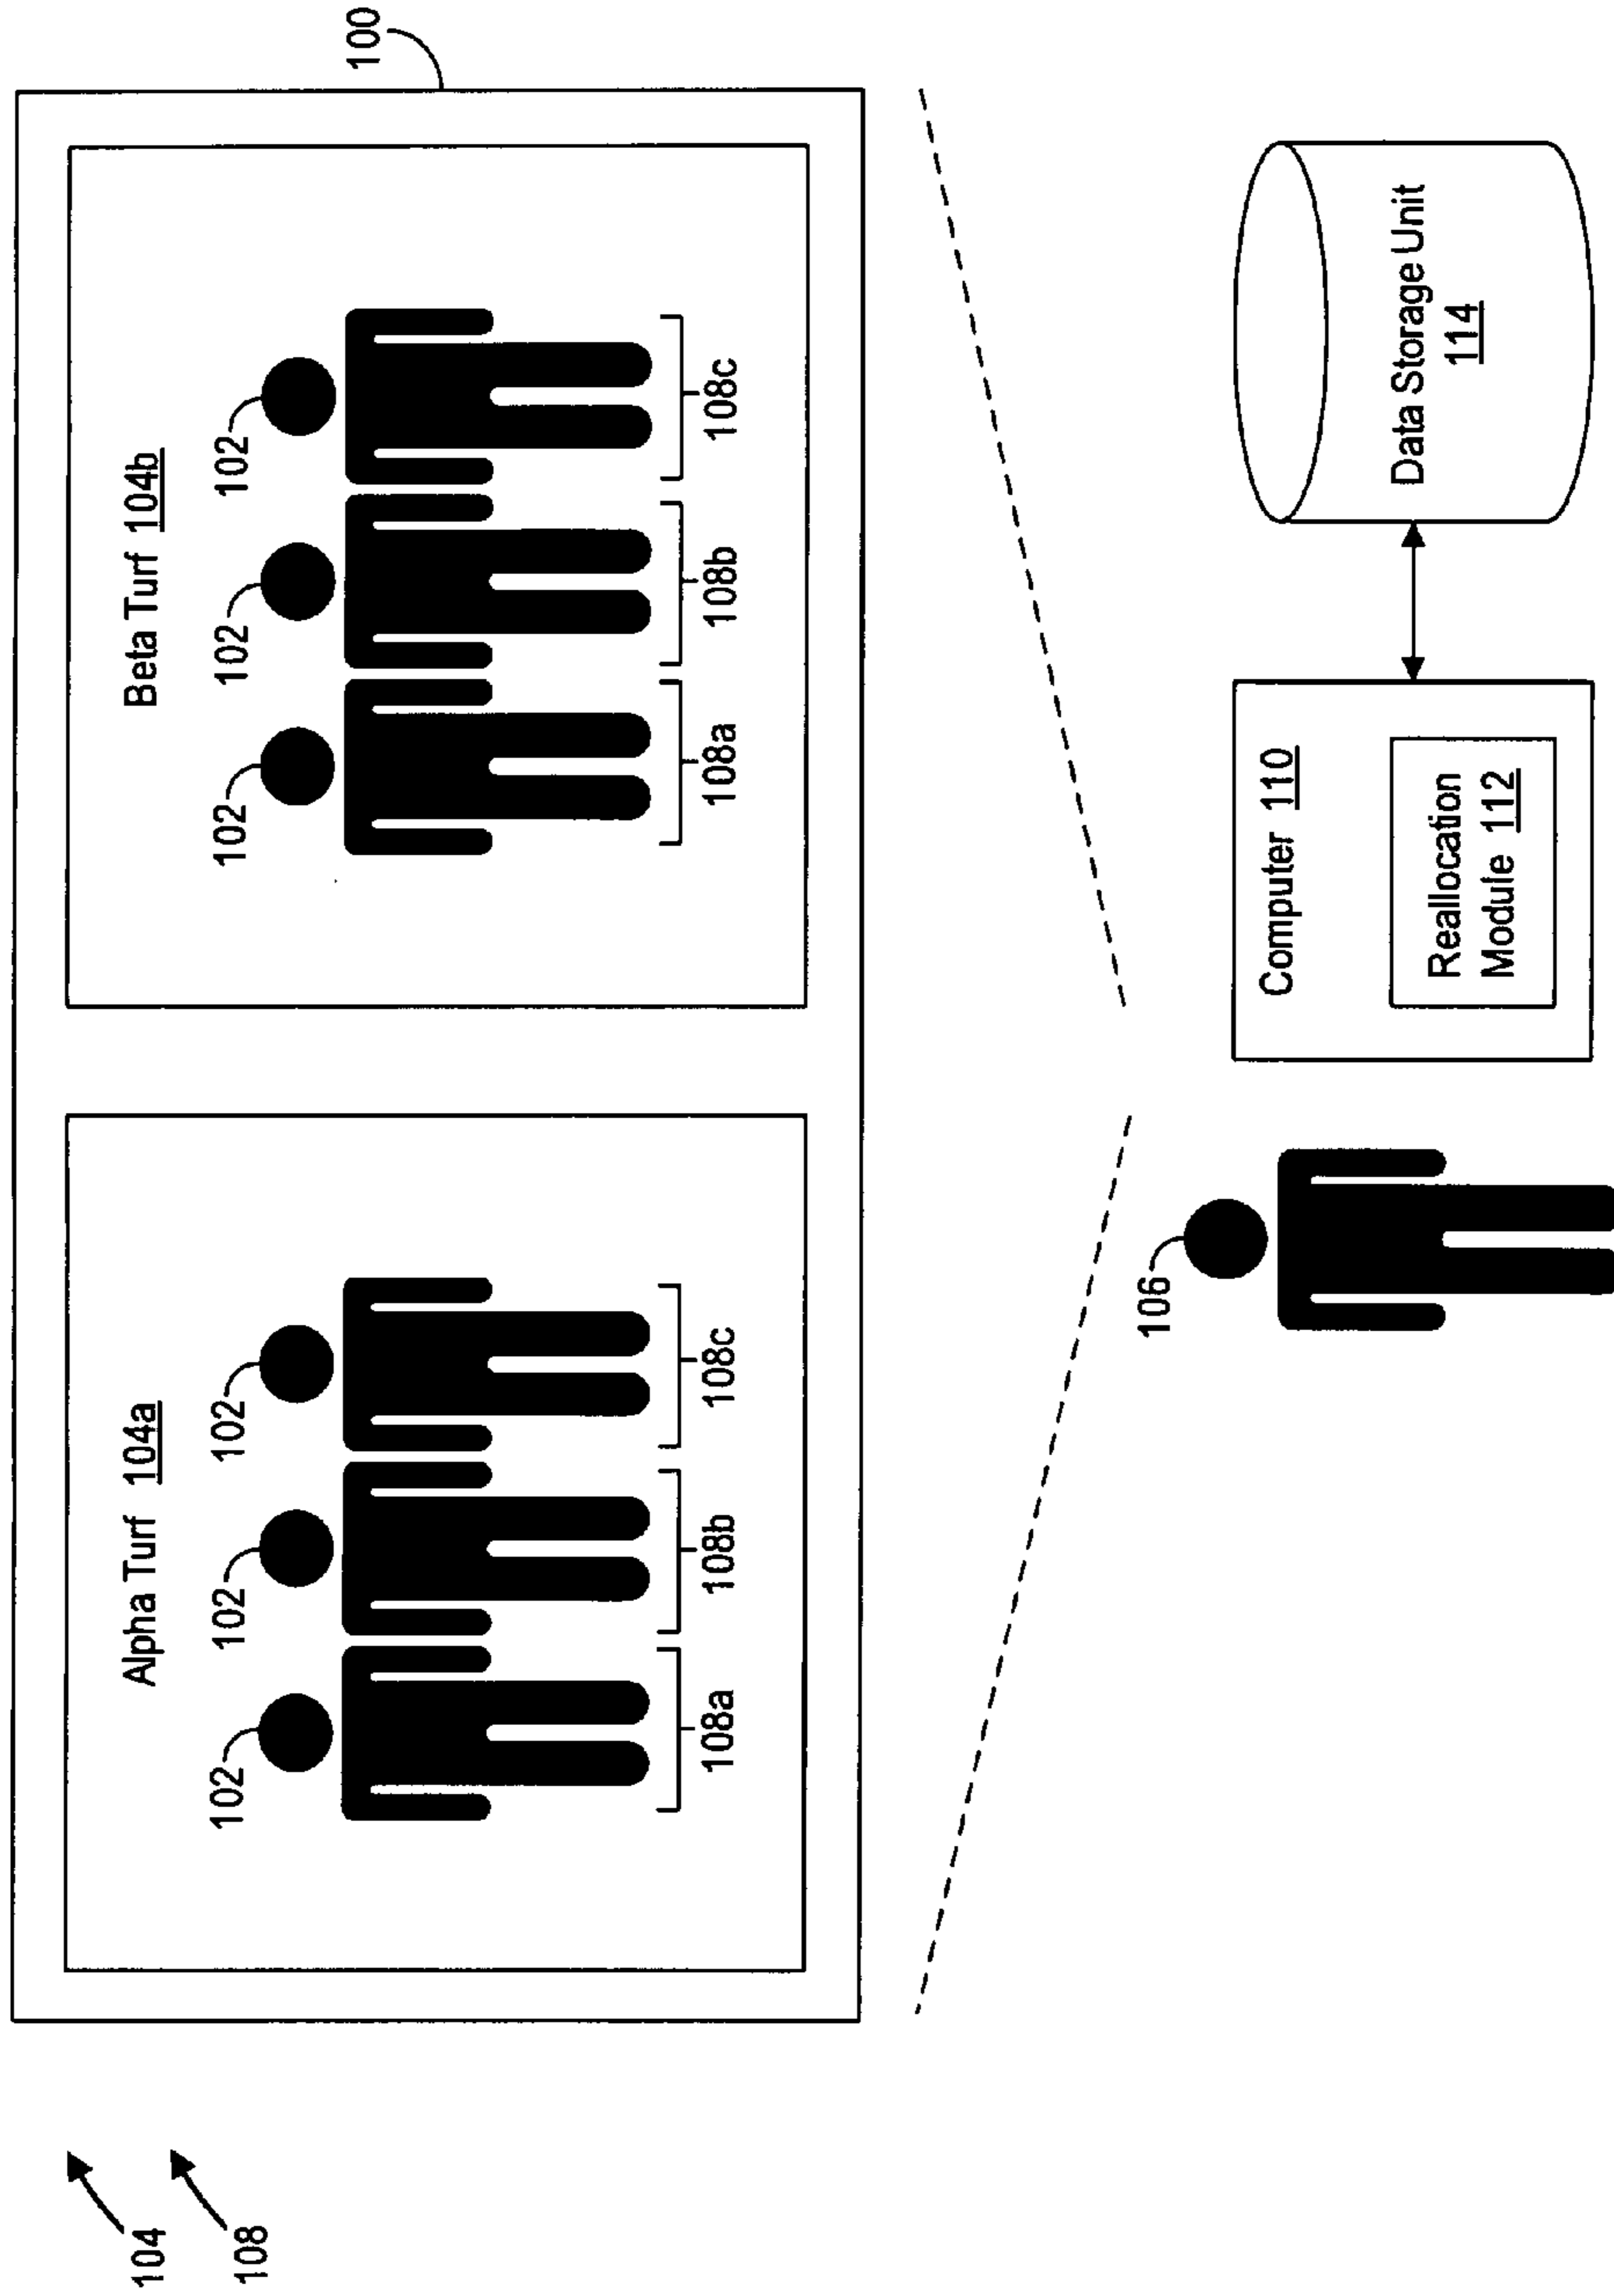 104
108
100
Alpha Turf 104a
102
102
102
108a
108b
108c
Beta Turf 104b
102
102
102
108a
108b
108c
106
Computer 110
Reallocation
Module 112
Data Storage Unit
114